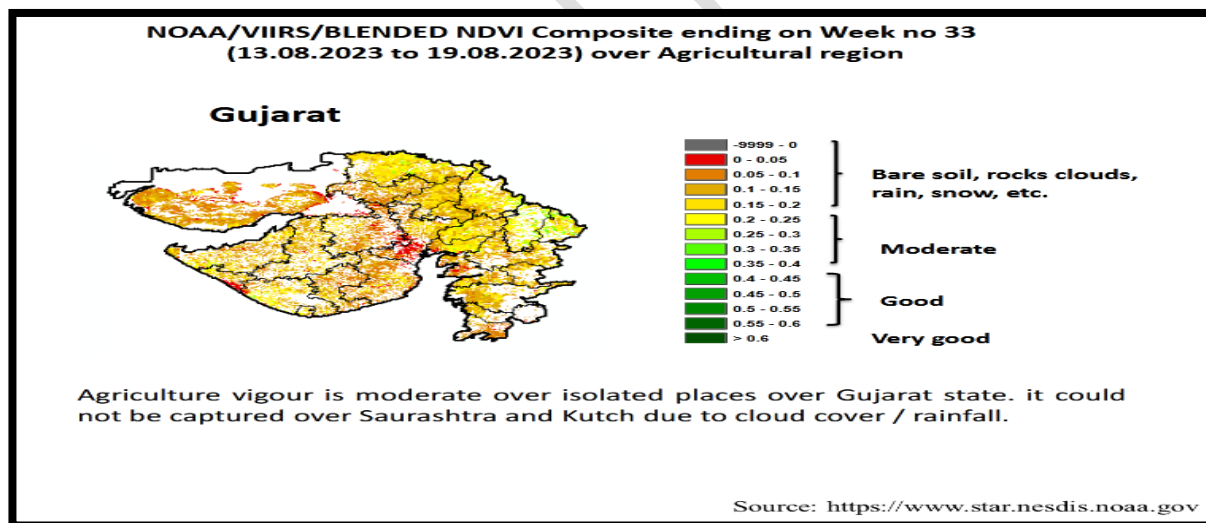 NOAA/VIIRS/BLENDED NDVI Composite ending on Week no 33
(13.08.2023 to 19.08.2023) over Agricultural region
Gujarat
-9999 - 0
0 - 0.05
0.05 - 0.1
0.1 - 0.15
0.15 - 0.2
0.2 - 0.25
0.25 - 0.3
0.3 - 0.35
0.35 - 0.4
0.4 - 0.45
0.45 - 0.5
0.5 - 0.55
0.55 - 0.6
> 0.6
Bare soil, rocks clouds,
rain, snow, etc.
Moderate
Good
Very good
Agriculture vigour is moderate over isolated places over Gujarat state. it could
not be captured over Saurashtra and Kutch due to cloud cover / rainfall.
Source: https://www.star.nesdis.noaa.gov